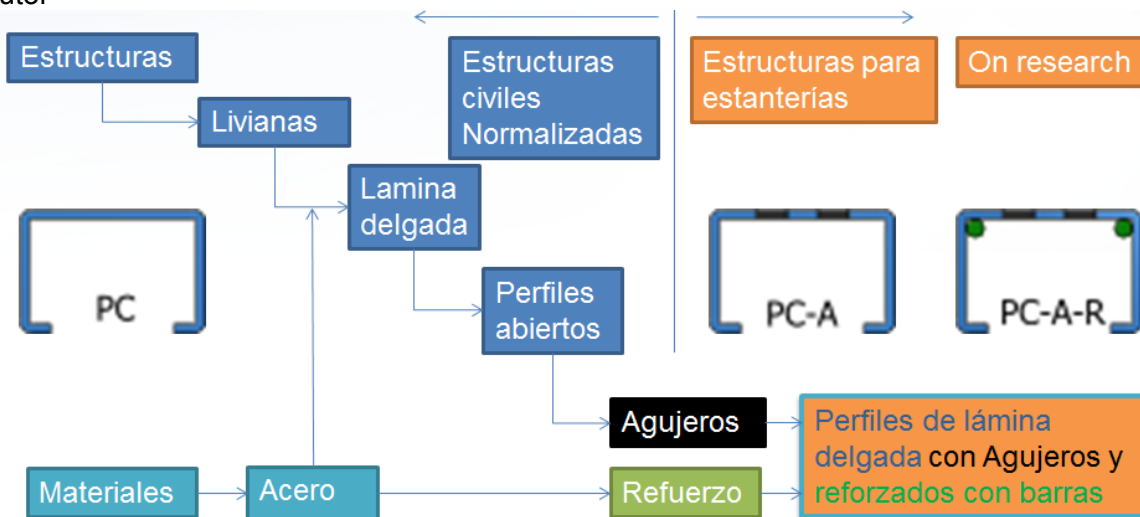 utor
Estructuras
Livianas
Lamina
delgada
Perfiles
abiertos
Estructuras
civiles
Normalizadas
Estructuras para
estanterías
On research
PC
PC-A
PC-A-R
Agujeros
Materiales
Acero
Refuerzo
Perfiles de lámina
delgada con Agujeros y
reforzados con barras